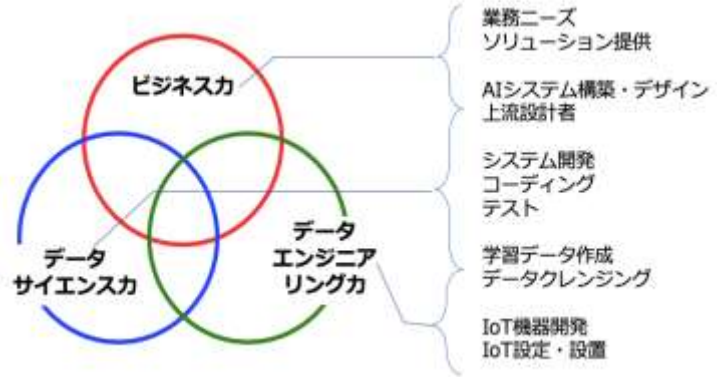 ビジネス力
データ
サイエンス力
データ
エンジニア
リング力
業務ニーズ
ソリューション提供
AIシステム構築・デザイン
上流設計者
システム開発
コーディング
テスト
学習データ作成
データクレンジング
IoT機器開発
IoT設定・設置